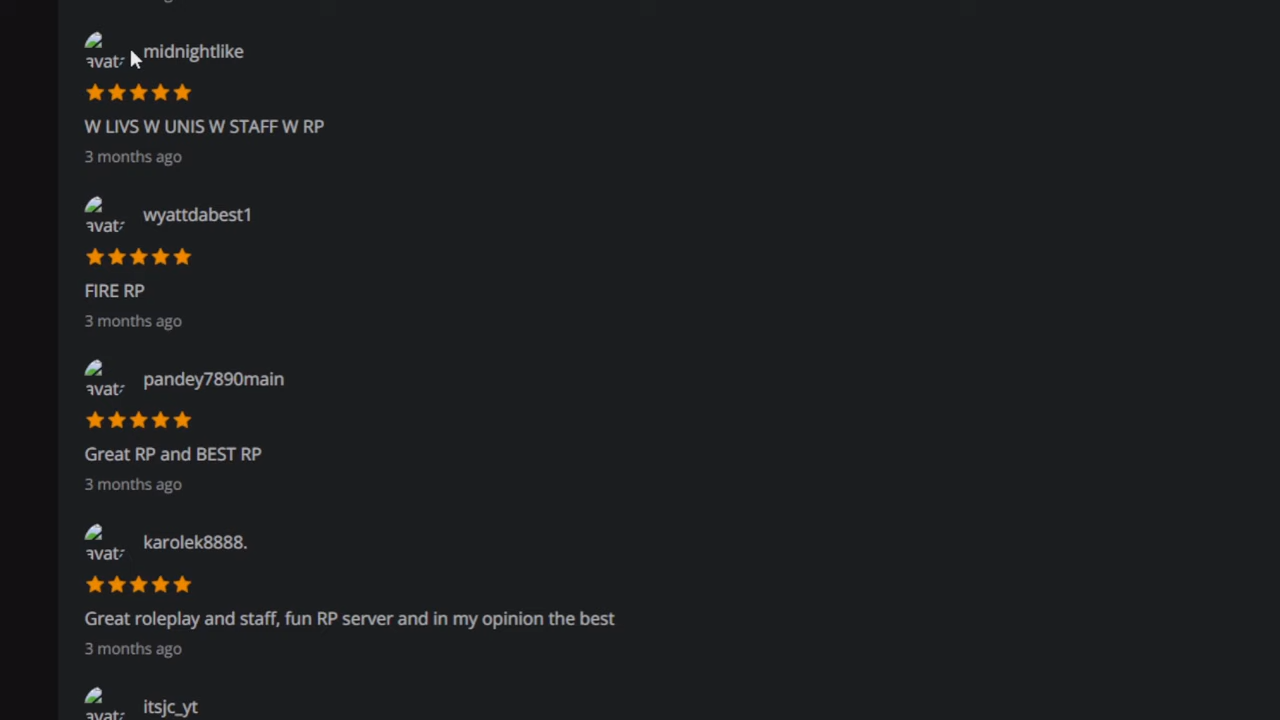 midnightlike
W LIVS W UNIS W STAFF W RP
3 months ago
wyattdabest1
FIRE RP
3 months ago
pandey7890main
Great RP and BEST RP
3 months ago
karolek8888.
Great roleplay and staff, fun RP server and in my opinion the best
3 months ago
itsjc_yt